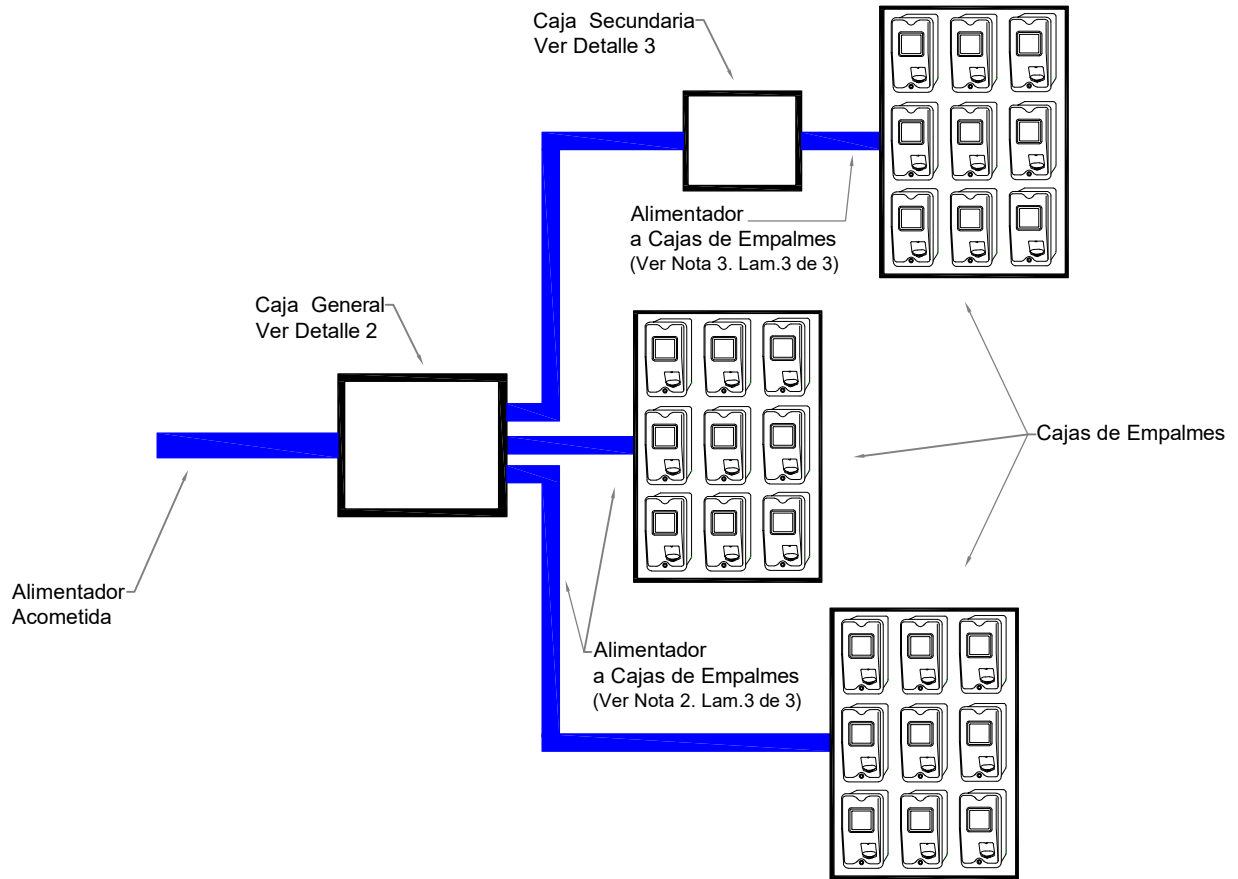 Caja Secundaria
Ver Detalle 3
Alimentador
a Cajas de Empalmes
(Ver Nota 3. Lam.3 de 3)
Caja General
Ver Detalle 2
Cajas de Empalmes
Alimentador
Acometida
Alimentador
a Cajas de Empalmes
(Ver Nota 2. Lam.3 de 3)